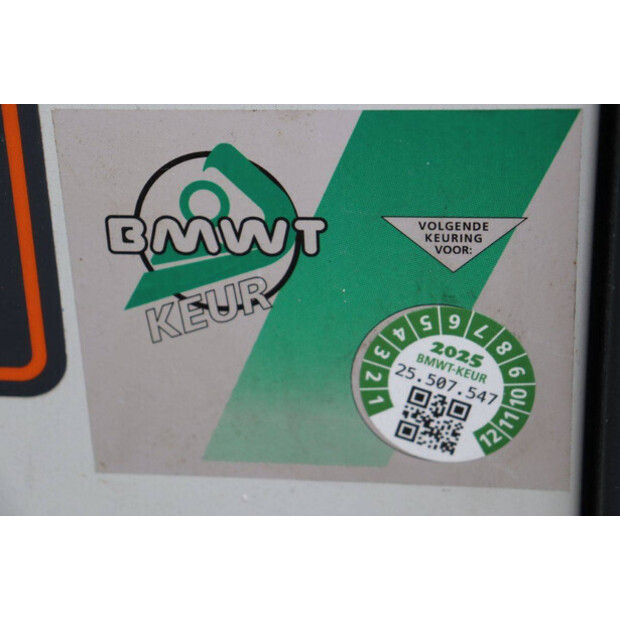 BMWT
KEUR
VOLGENDE
KEURING
VOOR:
1 2 3 4 5 6 7 8 9 10 11 12
2025
BMWT-KEUR
25.507.547